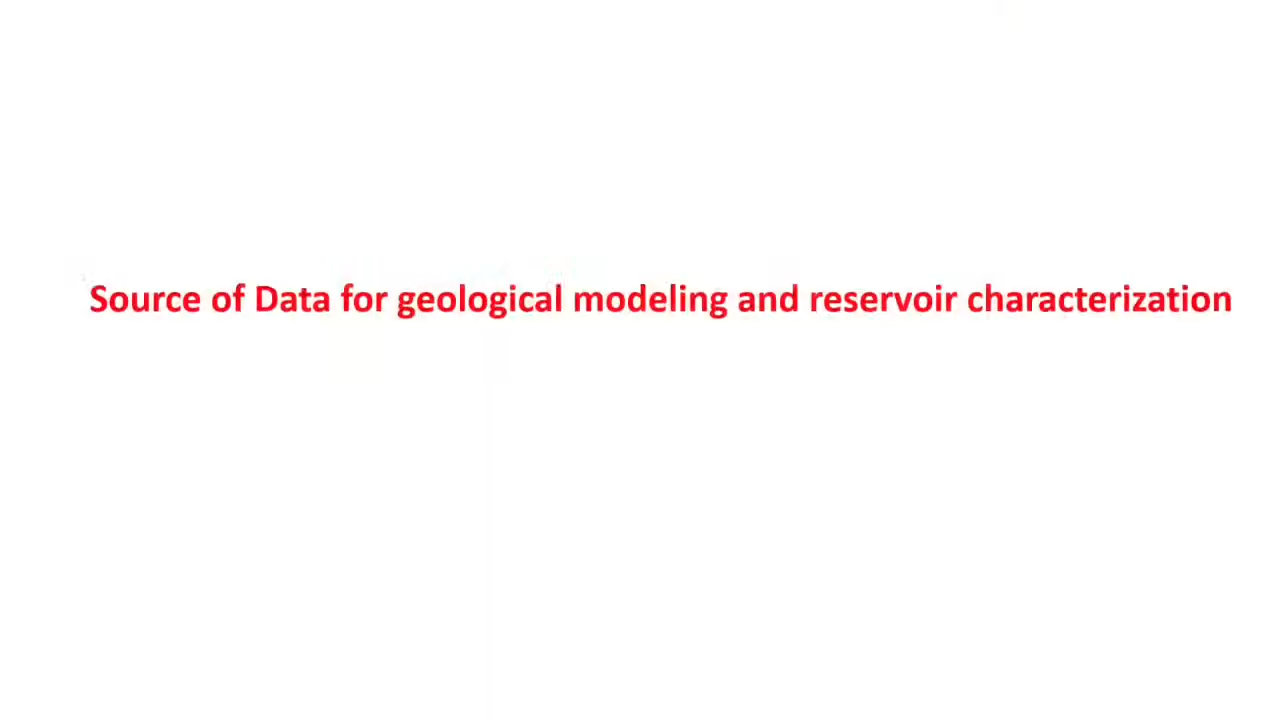 Source of Data for geological modeling and reservoir characterization